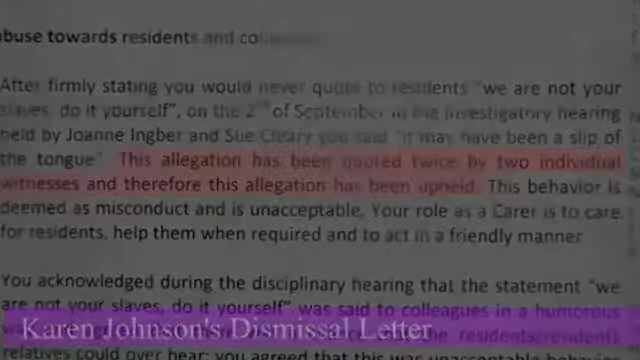 buse towards residents and co
After firmly stating you would never quote to residents "we are not your
slaves, do it yourself", on the 2nd of September in the investigatory hearing
held by Joanne Ingber and Sue Cleary you said "it may have been a slip of
the tongue" This allegation has been quoted twice by two individual
witnesses and therefore this allegation has been upheld. This behavior is
deemed as misconduct and is unacceptable. Your role as a Carer is to care
for residents, help them when required and to act in a friendly manner
You acknowledged during the disciplinary hearing that the statement "we
are not your slaves, do it yourself" was said to colleagues in a humorous
Karen Johnson's Dismissal Letter
the residents
relatives could over hear; you agreed that this was unacceptable